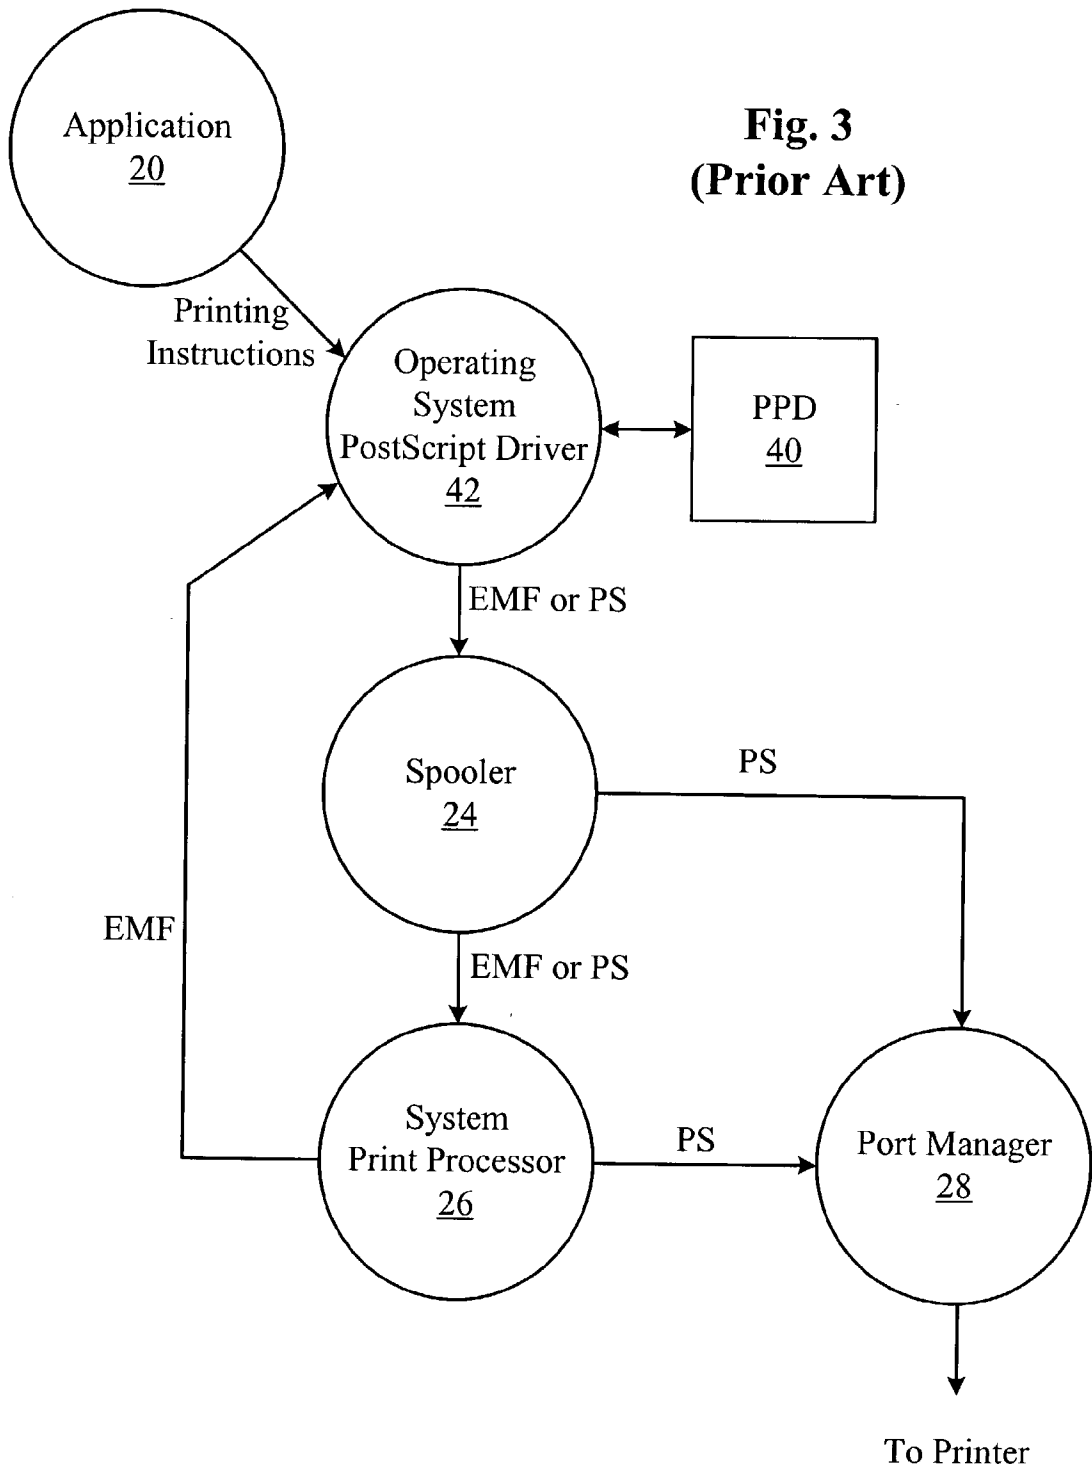 Application
20
Fig. 3
(Prior Art)
Printing
Instructions
Operating
System
PostScript Driver
42
PPD
40
EMF or PS
Spooler
24
PS
EMF
EMF or PS
System
Print Processor
26
PS
Port Manager
28
To Printer